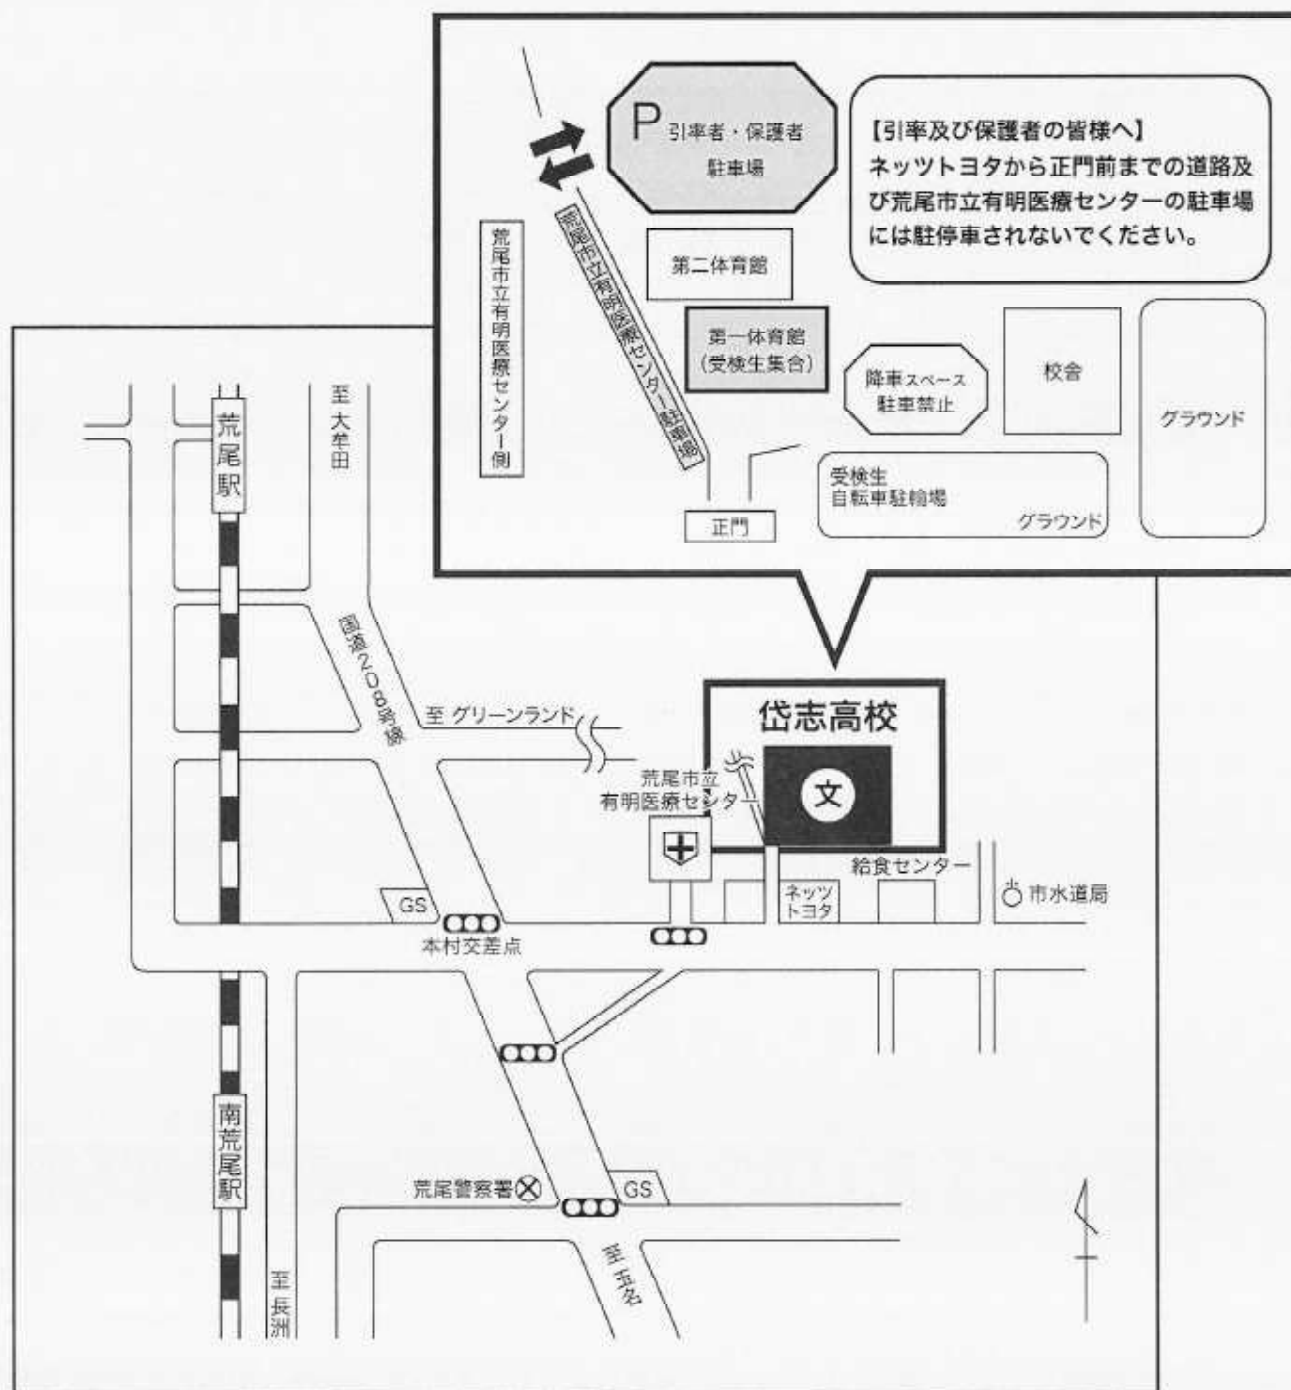 P 引率者・保護者
駐車場
【引率及び保護者の皆様へ】
ネッツトヨタから正門前までの道路及
び荒尾市立有明医療センターの駐車場
には駐停車されないでください。
荒尾市立有明医療センター側
荒尾市立有明医療センター駐車場
第二体育館
第一体育館
(受検生集合)
降車スペース
駐車禁止
校舎
グラウンド
受検生
自転車駐輪場
グラウンド
正門
荒尾駅
至 大牟田
国道208号線
至 グリーンランド
岱志高校
文
荒尾市立
有明医療センター
給食センター
ネッツ
トヨタ
市水道局
GS
本村交差点
南荒尾駅
荒尾警察署
GS
至 長洲
至 玉名